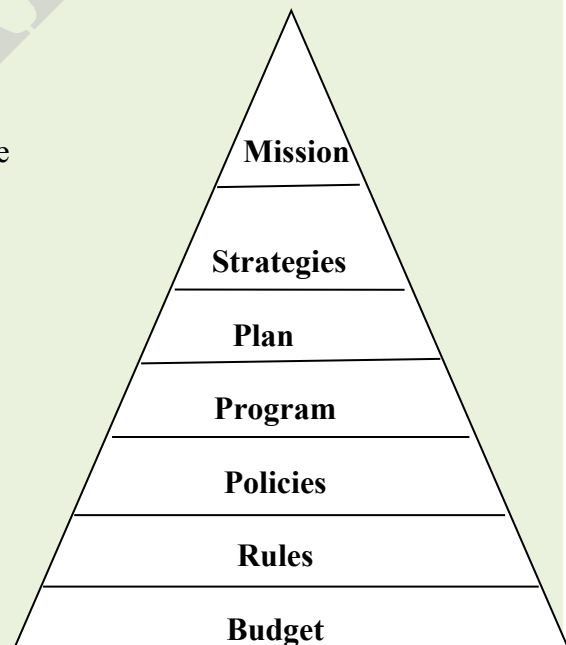 e
Mission
Strategies
Plan
Program
Policies
Rules
Budget